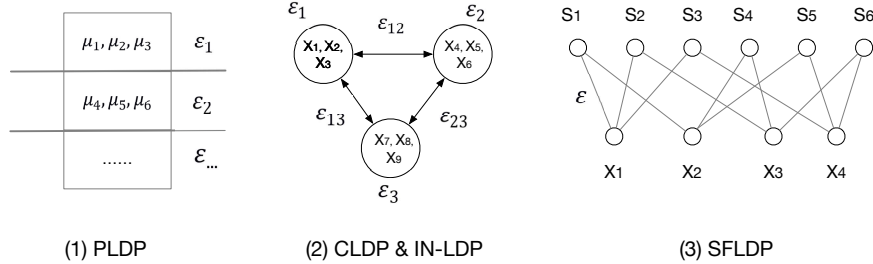 μ1, μ2, μ3
ε1
μ4, μ5, μ6
ε2
......
ε...
(1) PLDP
ε1
ε12
ε2
X1, X2,
X3
X4, X5,
X6
ε13
ε23
X7, X8,
X9
ε3
(2) CLDP & IN-LDP
S1 S2 S3 S4 S5 S6
ε
X1 X2 X3 X4
(3) SFLDP